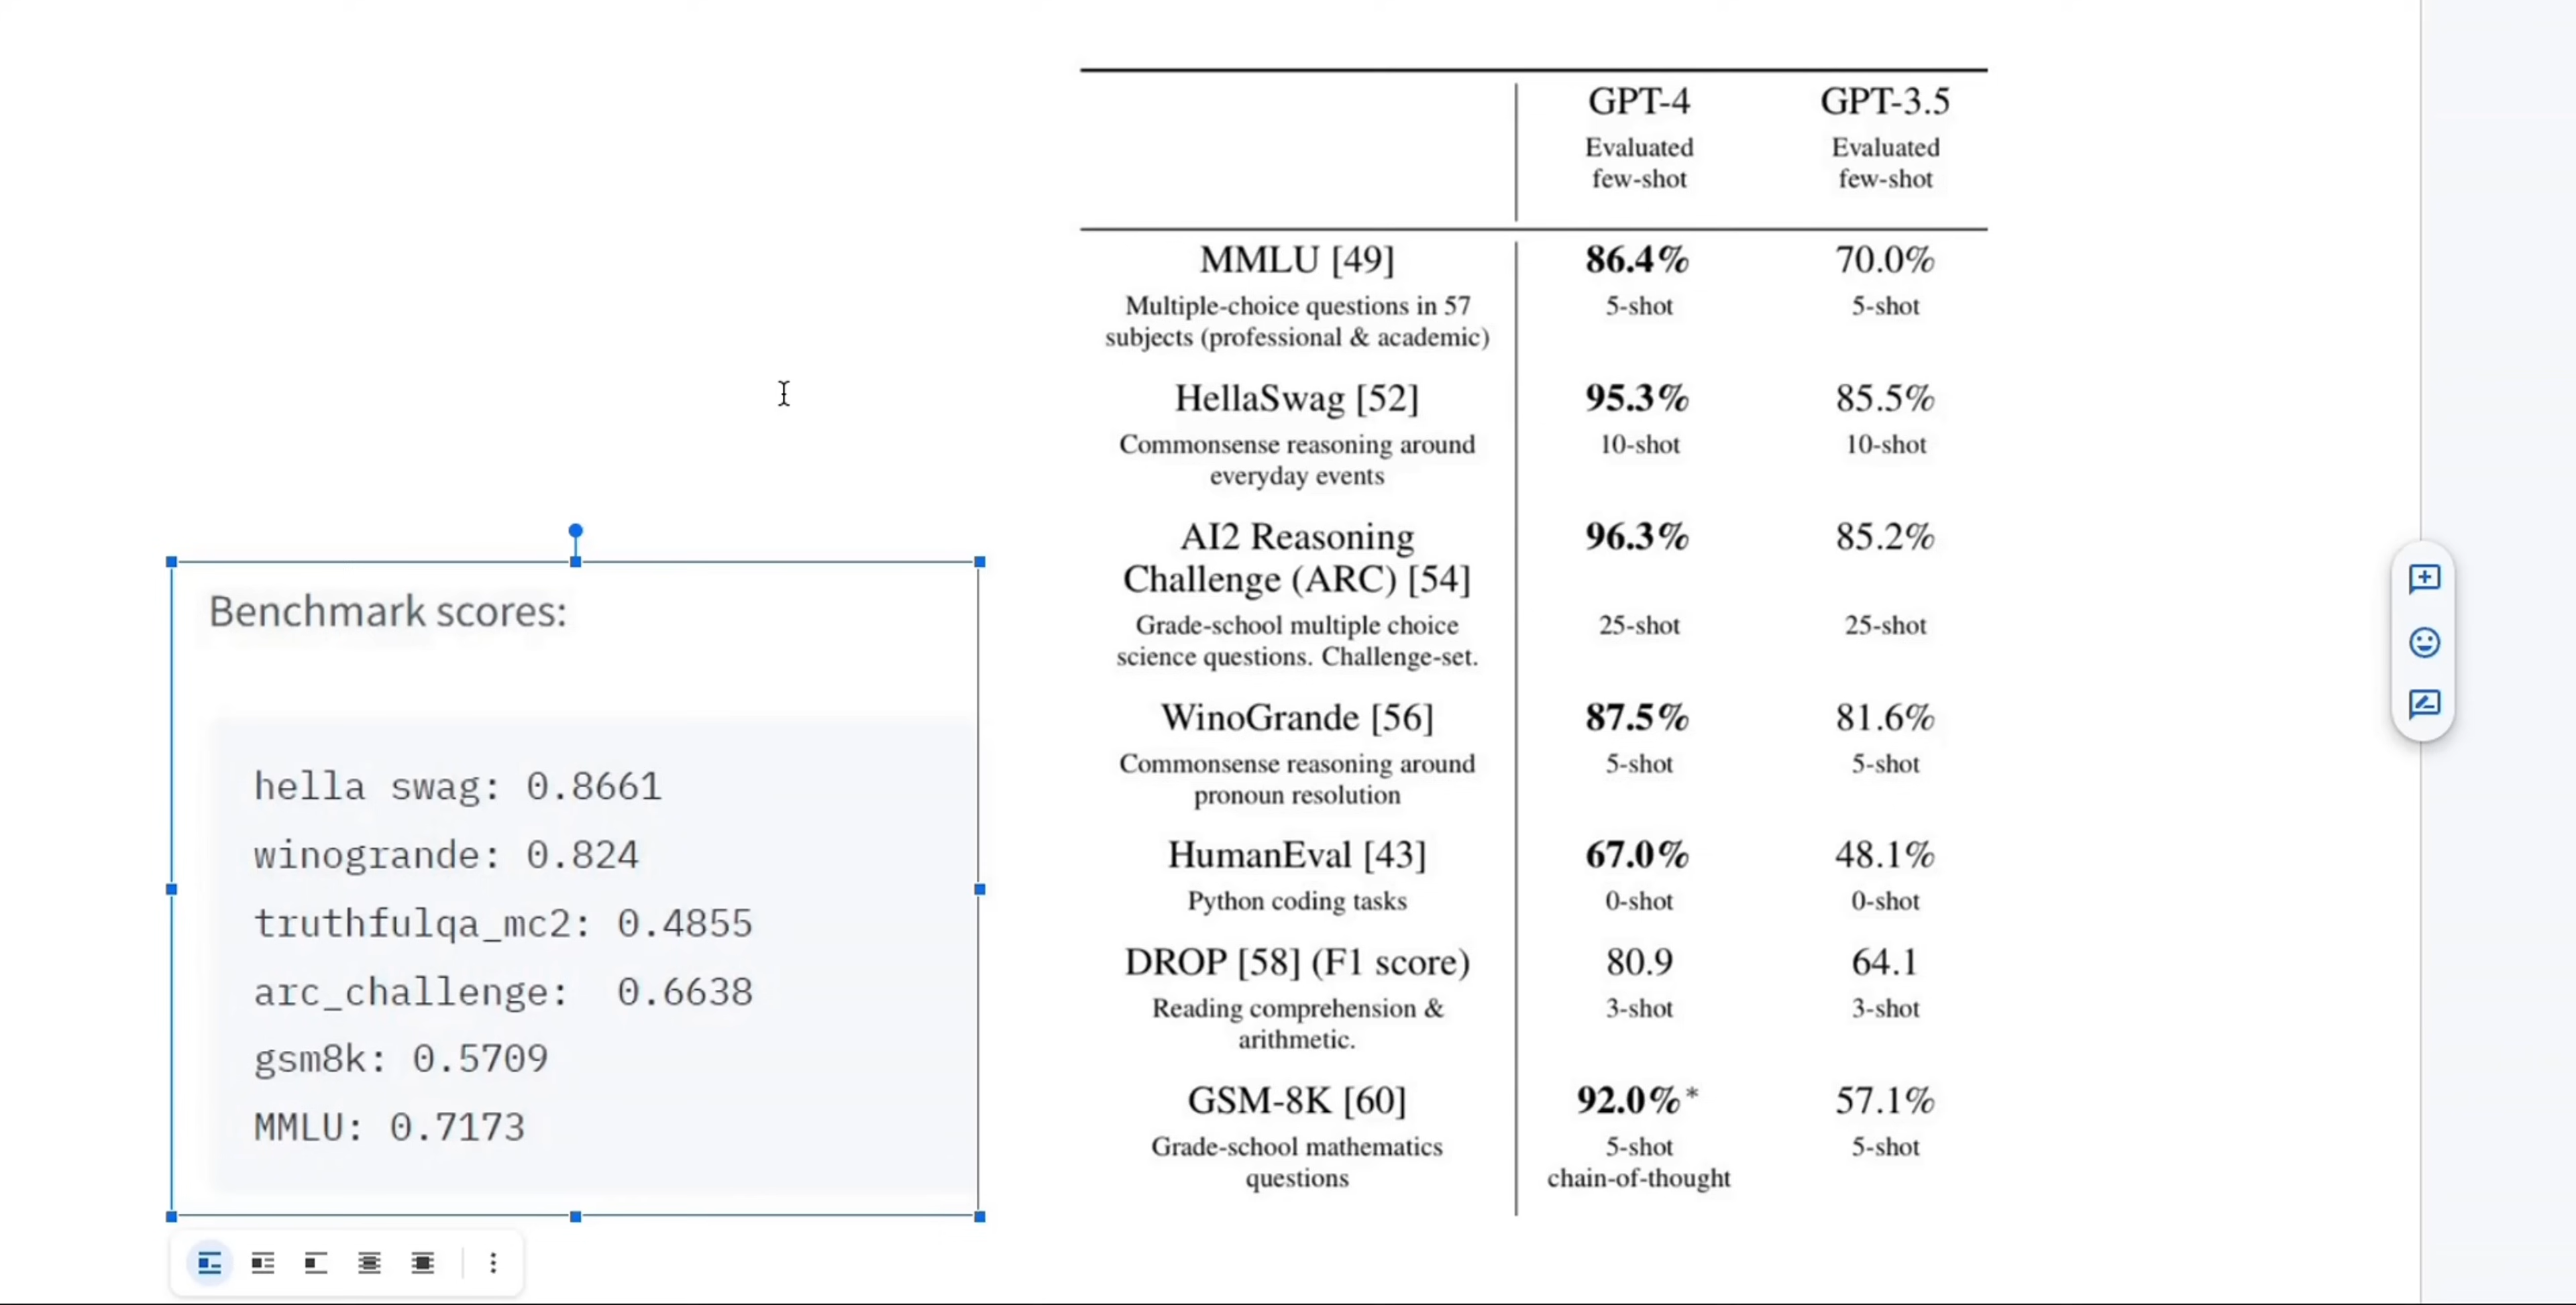 Benchmark scores:
hella swag: 0.8661
winogrande: 0.824
truthfulqa_mc2: 0.4855
arc_challenge:  0.6638
gsm8k: 0.5709
MMLU: 0.7173
GPT-4 GPT-3.5
Evaluated Evaluated
few-shot few-shot
MMLU [49] 86.4% 70.0%
Multiple-choice questions in 57 5-shot 5-shot
subjects (professional & academic)
HellaSwag [52] 95.3% 85.5%
Commonsense reasoning around 10-shot 10-shot
everyday events
AI2 Reasoning 96.3% 85.2%
Challenge (ARC) [54]
Grade-school multiple choice 25-shot 25-shot
science questions. Challenge-set.
WinoGrande [56] 87.5% 81.6%
Commonsense reasoning around 5-shot 5-shot
pronoun resolution
HumanEval [43] 67.0% 48.1%
Python coding tasks 0-shot 0-shot
DROP [58] (F1 score) 80.9 64.1
Reading comprehension & 3-shot 3-shot
arithmetic.
GSM-8K [60] 92.0%* 57.1%
Grade-school mathematics 5-shot 5-shot
questions chain-of-thought